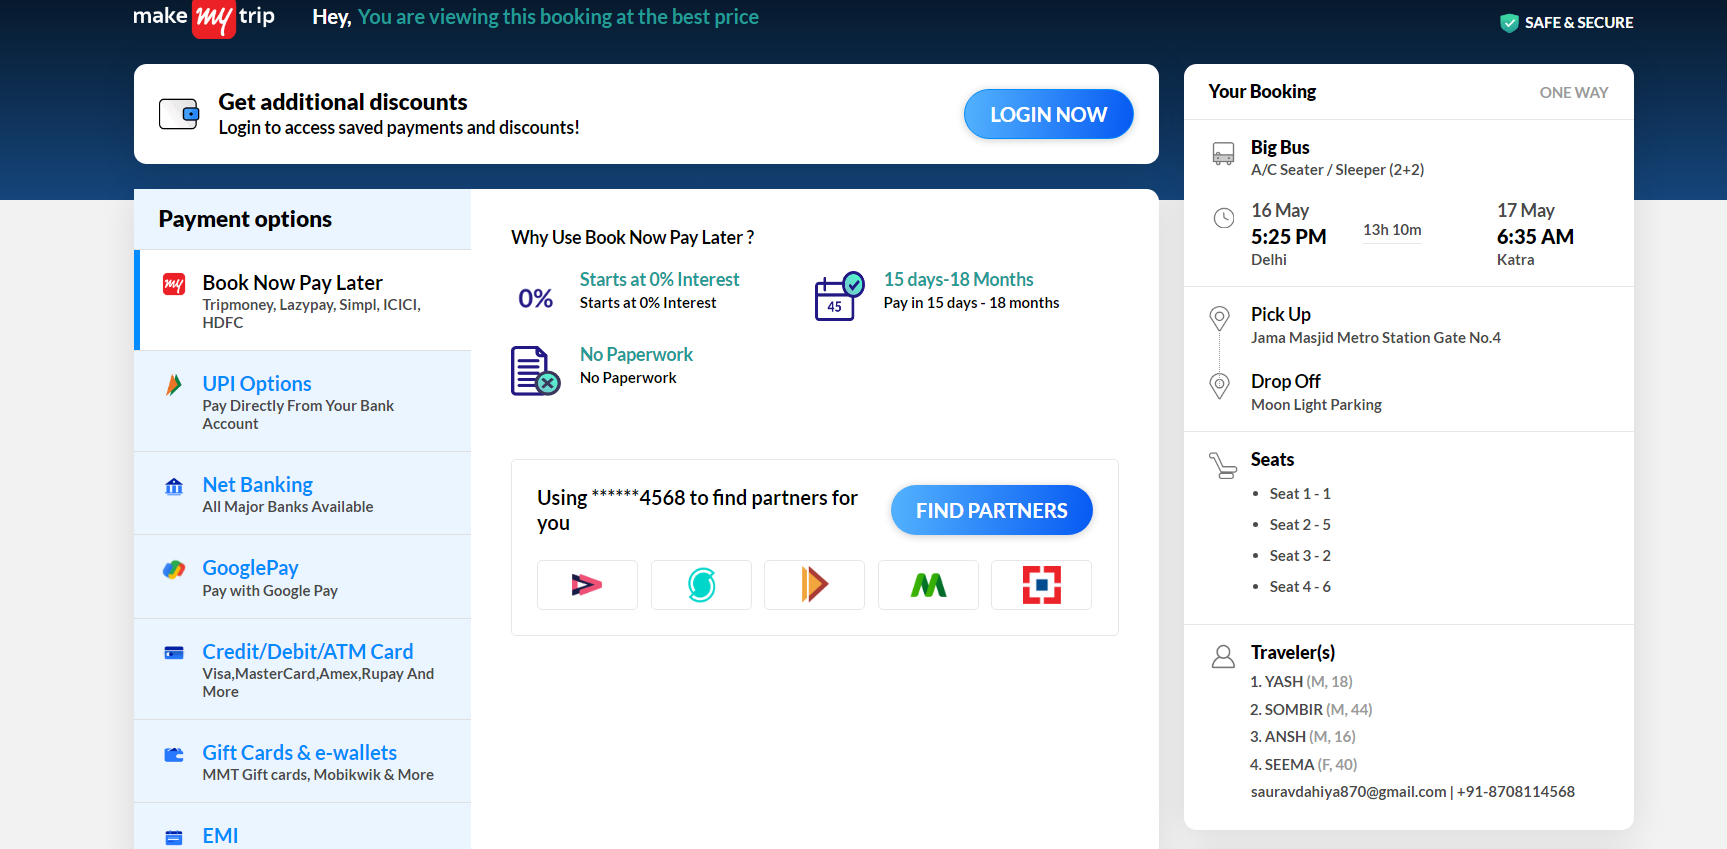 make my trip
Hey, You are viewing this booking at the best price
SAFE & SECURE
Get additional discounts
Login to access saved payments and discounts!
LOGIN NOW
Payment options
Book Now Pay Later
Tripmoney, Lazypay, Simpl, ICICI,
HDFC
UPI Options
Pay Directly From Your Bank
Account
Net Banking
All Major Banks Available
GooglePay
Pay with Google Pay
Credit/Debit/ATM Card
Visa,MasterCard,Amex,Rupay And
More
Gift Cards & e-wallets
MMT Gift cards, Mobikwik & More
EMI
Why Use Book Now Pay Later ?
0%
Starts at 0% Interest
Starts at 0% Interest
45
15 days-18 Months
Pay in 15 days - 18 months
No Paperwork
No Paperwork
Using ******4568 to find partners for
you
FIND PARTNERS
Your Booking
ONE WAY
Big Bus
A/C Seater / Sleeper (2+2)
16 May
5:25 PM
Delhi
13h 10m
17 May
6:35 AM
Katra
Pick Up
Jama Masjid Metro Station Gate No.4
Drop Off
Moon Light Parking
Seats
• Seat 1 - 1
• Seat 2 - 5
• Seat 3 - 2
• Seat 4 - 6
Traveler(s)
1. YASH (M, 18)
2. SOMBIR (M, 44)
3. ANSH (M, 16)
4. SEEMA (F, 40)
sauravdahiya870@gmail.com | +91-8708114568